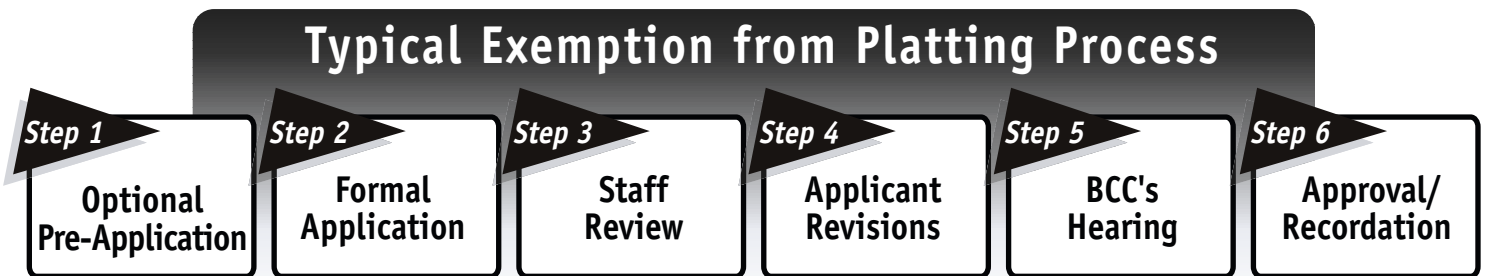 Typical Exemption from Platting Process
Step 1
Optional
Pre-Application
Step 2
Formal
Application
Step 3
Staff
Review
Step 4
Applicant
Revisions
Step 5
BCC's
Hearing
Step 6
Approval/
Recordation